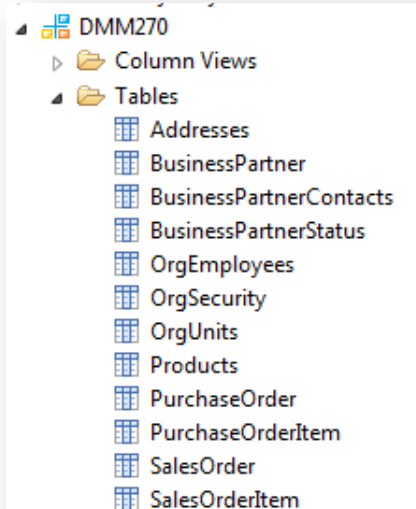 DMM270
Column Views
Tables
Addresses
BusinessPartner
BusinessPartnerContacts
BusinessPartnerStatus
OrgEmployees
OrgSecurity
OrgUnits
Products
PurchaseOrder
PurchaseOrderItem
SalesOrder
SalesOrderItem